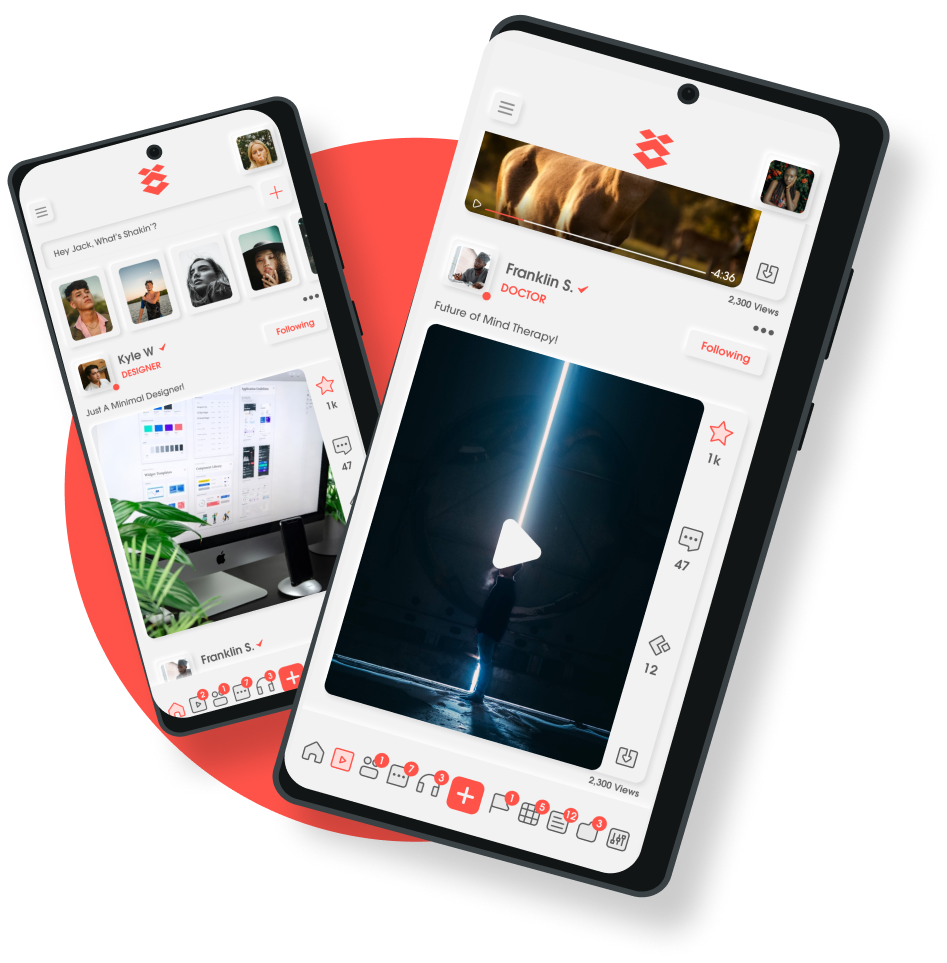 Hey Jack, What's Shakin'?
Kyle W
DESIGNER
Following
Just A Minimal Designer!
1k
47
Franklin S.
2
1
7
3
-4:36
2,300 Views
Franklin S.
DOCTOR
Following
Future of Mind Therapy!
1k
47
12
2,300 Views
1
7
3
1
5
12
3